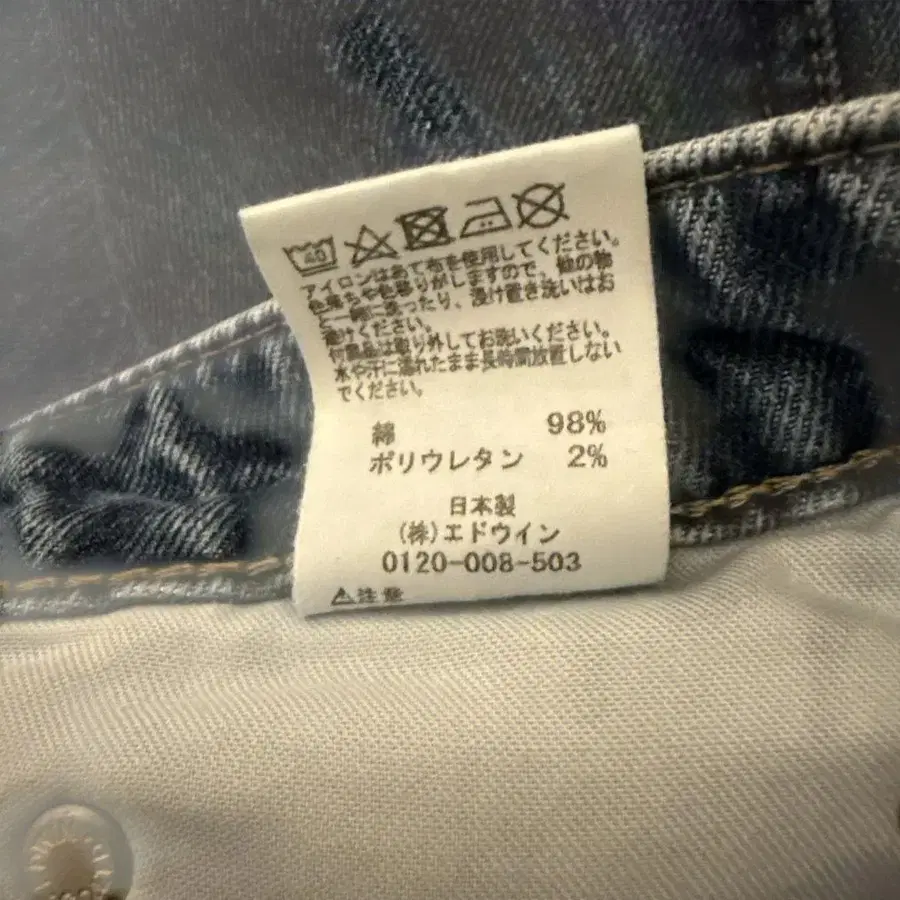 40
アイロンはあて布を使用してください。
色落ちや色移りがしますので、他の物
と一緒に洗ったり、浸け置き洗いはお
避けください。
付属品は取り外してお洗いください。
水や汗に濡れたまま長時間放置しない
でください。
綿 98%
ポリウレタン 2%
日本製
(株)エドウイン
0120-008-503
⚠注意